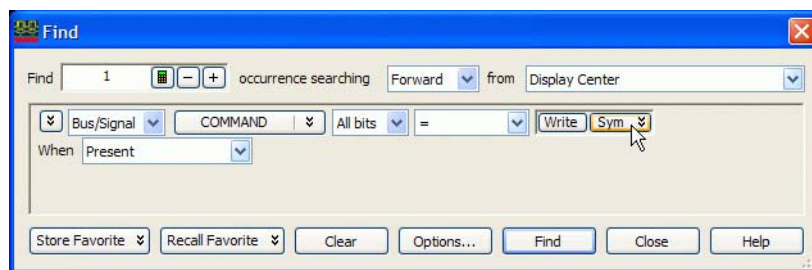 Find
Find 1 − + occurrence searching Forward from Display Center
Bus/Signal COMMAND All bits = Write Sym
When Present
Store Favorite Recall Favorite Clear Options... Find Close Help